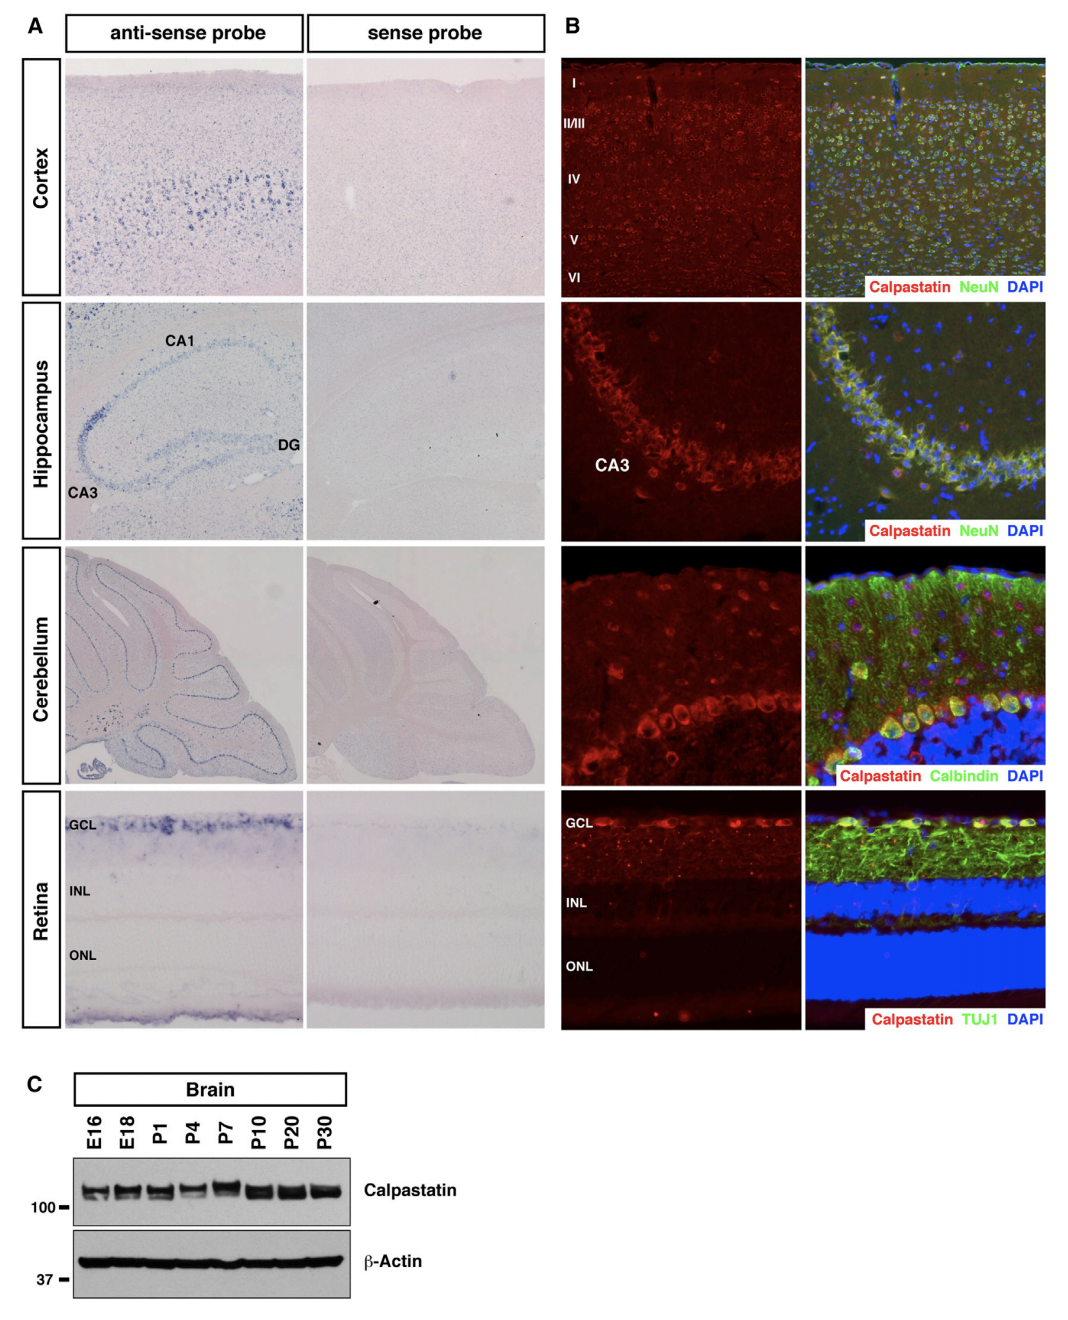 A
anti-sense probe
sense probe
B
Cortex
I
II/III
IV
V
VI
Calpastatin NeuN DAPI
Hippocampus
CA1
DG
CA3
CA3
Calpastatin NeuN DAPI
Cerebellum
Calpastatin Calbindin DAPI
Retina
GCL
INL
ONL
GCL
INL
ONL
Calpastatin TUJ1 DAPI
C
Brain
E16 E18 P1 P4 P7 P10 P20 P30
Calpastatin
100
β-Actin
37